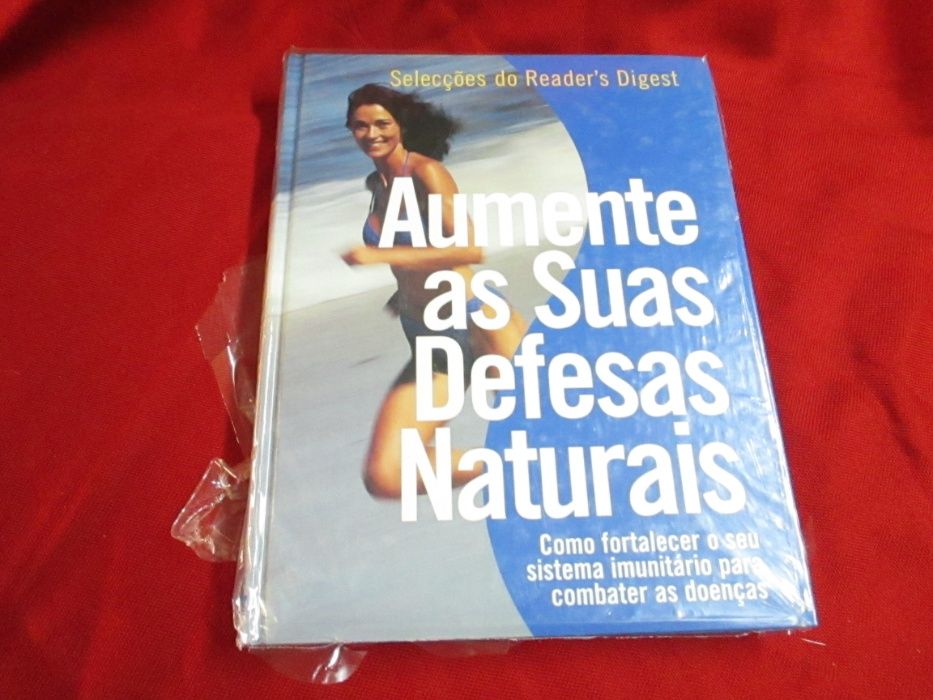 Selecções do Reader's Digest
Aumente
as Suas
Defesas
Naturais
Como fortalecer o seu
sistema imunitário para
combater as doenças